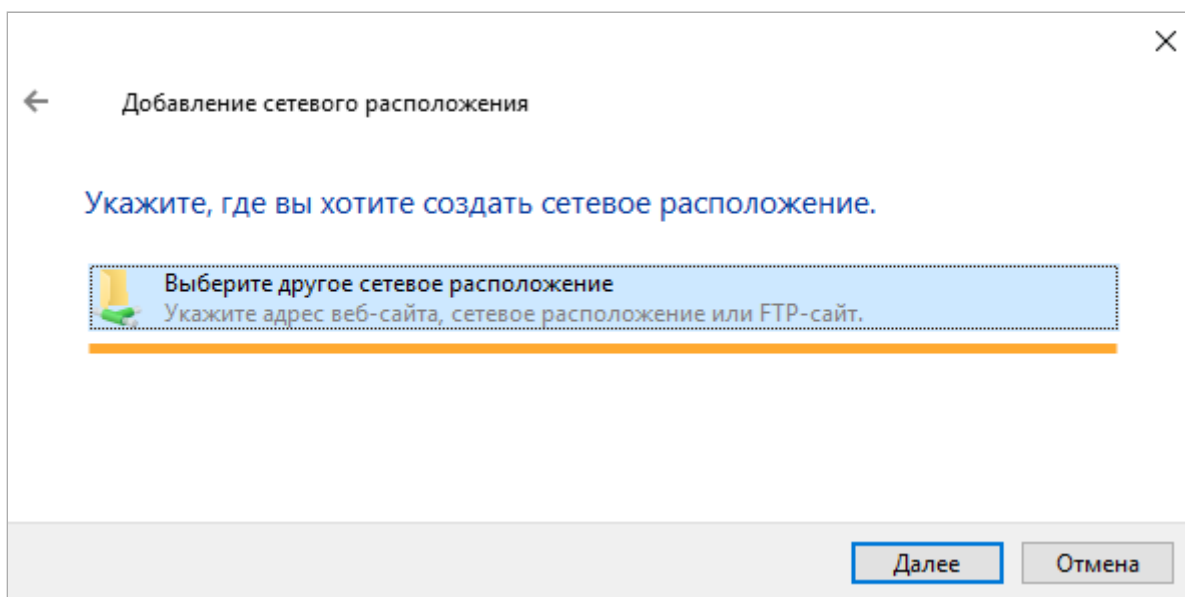 Добавление сетевого расположения
Укажите, где вы хотите создать сетевое расположение.
Выберите другое сетевое расположение
Укажите адрес веб-сайта, сетевое расположение или FTP-сайт.
Далее
Отмена